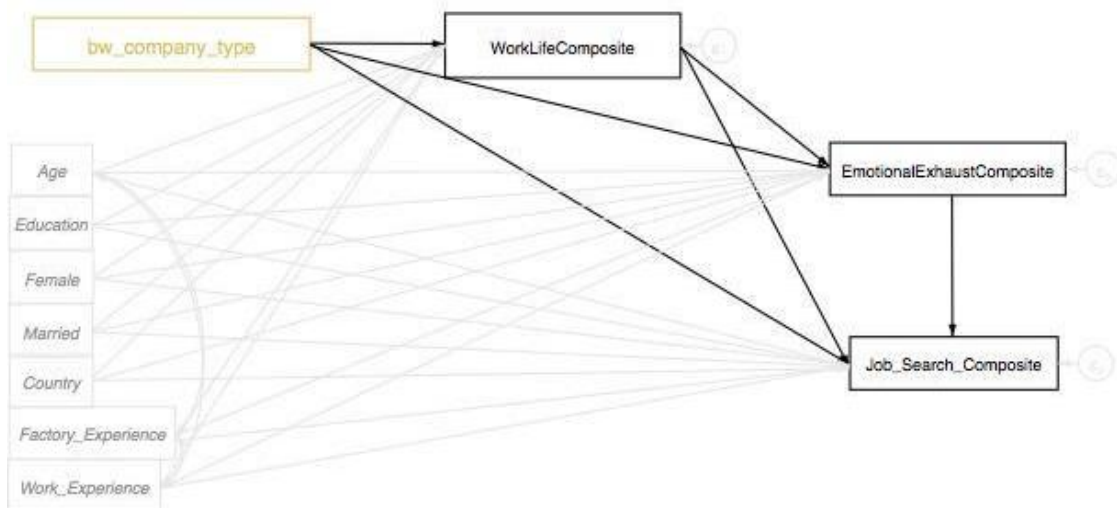 bw_company_type
WorkLifeComposite
Age
EmotionalExhaustComposite
Education
Female
Married
Job_Search_Composite
Country
Factory_Experience
Work_Experience